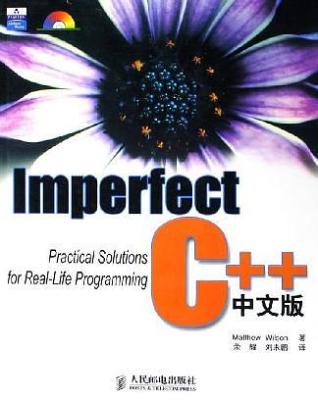 Imperfect
C++
Practical Solutions
for Real-Life Programming
中文版
Matthew Wilson 著
荣耀 刘未鹏 译
人民邮电出版社